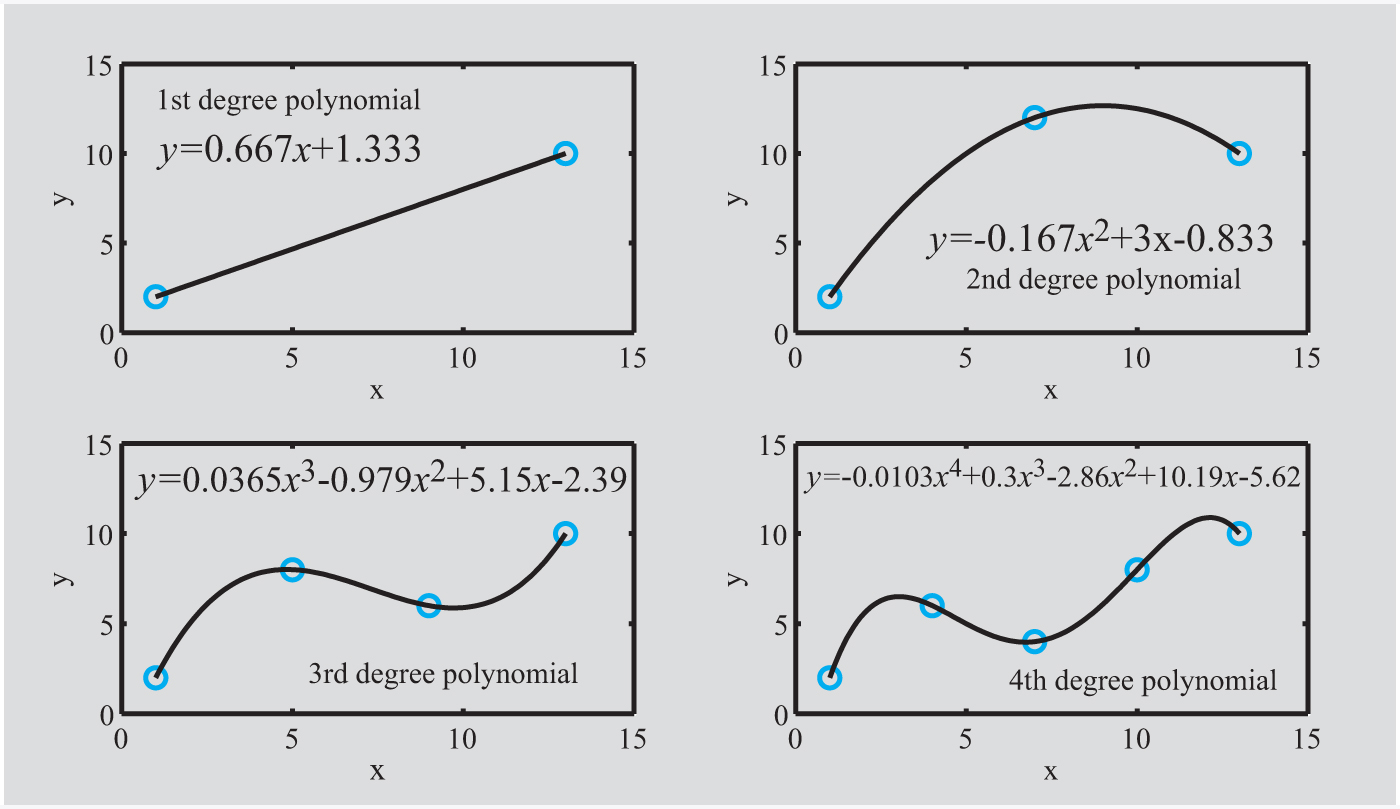 15
1st degree polynomial
y=0.667x+1.333
10
y
5
0
0 5 10 15
x
15
10
y
5
y=-0.167x²+3x-0.833
2nd degree polynomial
0
0 5 10 15
x
15
y=0.0365x³-0.979x²+5.15x-2.39
10
y
5
3rd degree polynomial
0
0 5 10 15
x
15
y=-0.0103x⁴+0.3x³-2.86x²+10.19x-5.62
10
y
5
4th degree polynomial
0
0 5 10 15
x